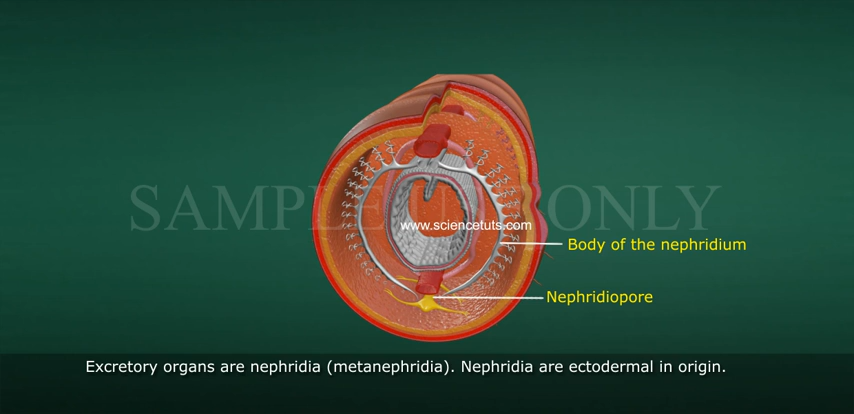 SAMPLE
ONLY
www.sciencetuts.com
Body of the nephridium
Nephridiopore
Excretory organs are nephridia (metanephridia). Nephridia are ectodermal in origin.